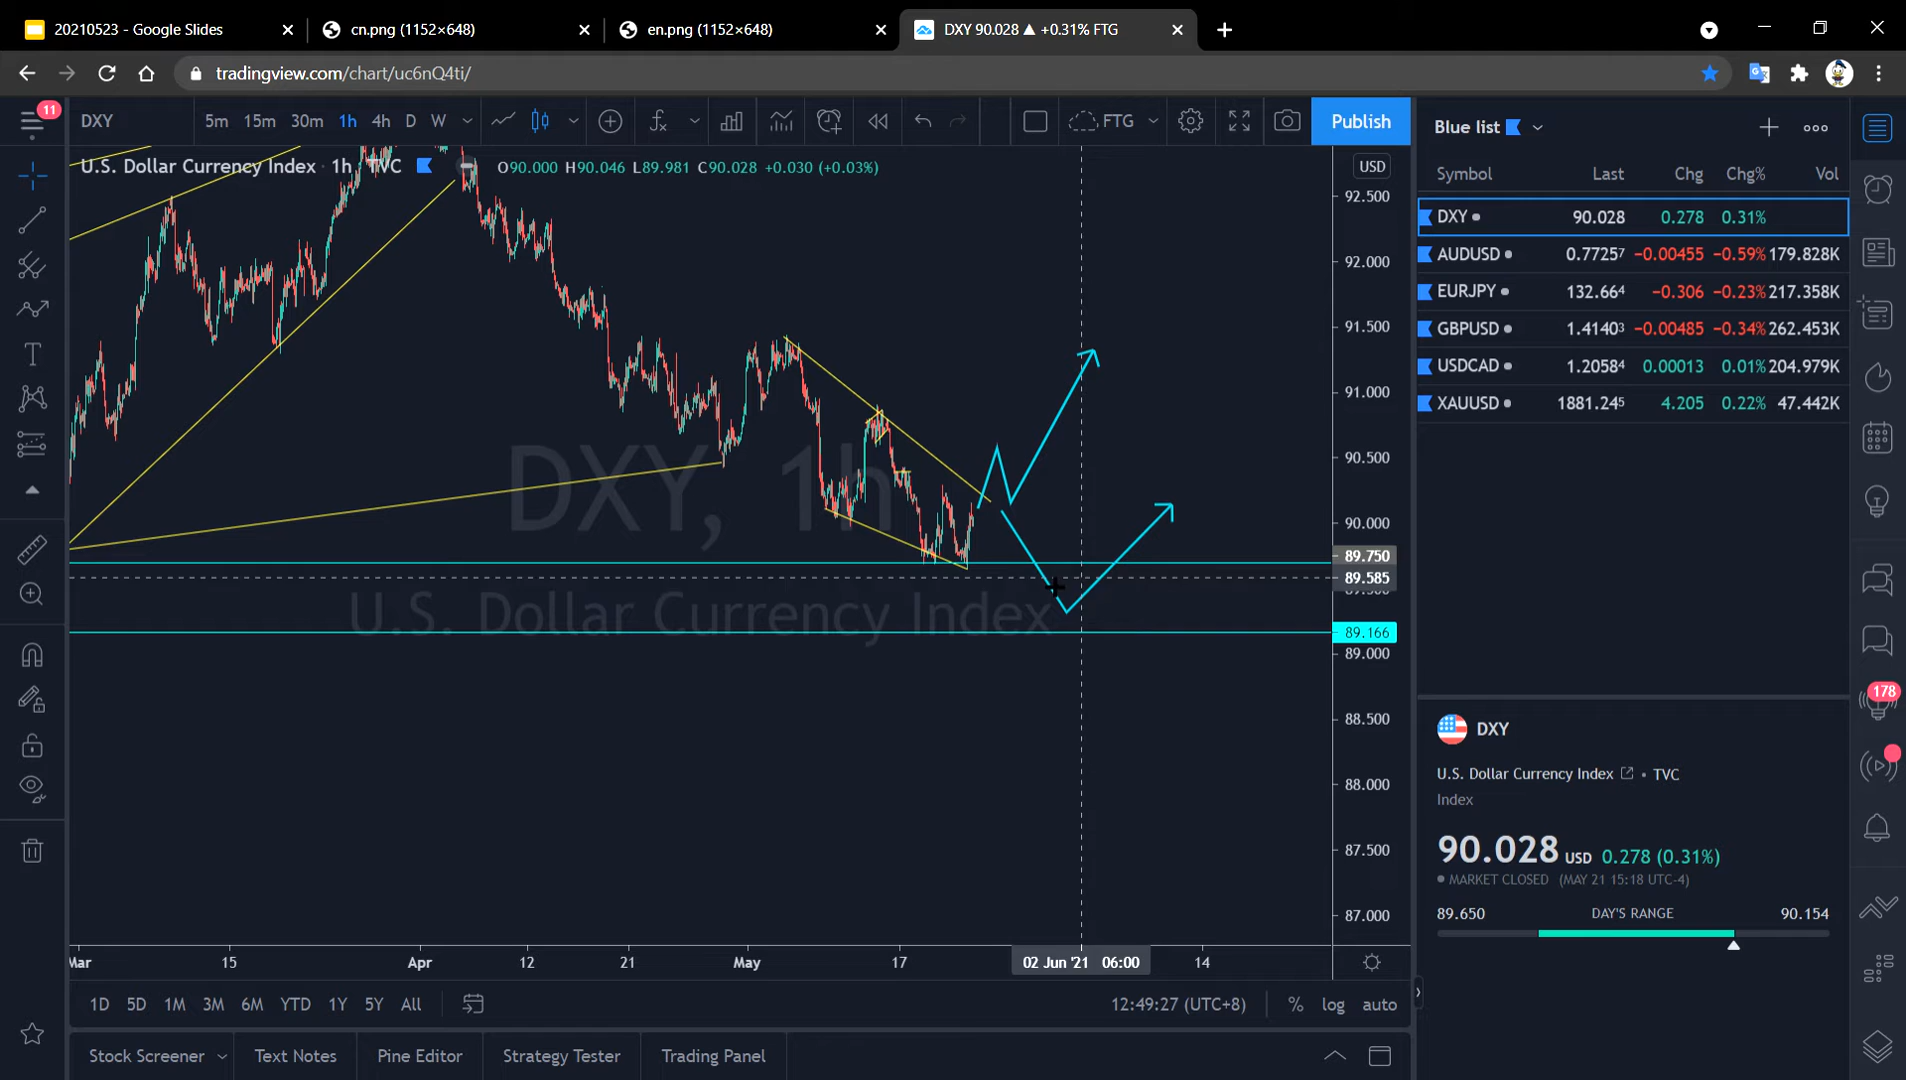 20210523 - Google Slides
cn.png (1152×648)
en.png (1152×648)
DXY 90.028 ▲ +0.31% FTG
tradingview.com/chart/uc6nQ4ti/
11
DXY
5m 15m 30m 1h 4h D W
FTG
Publish
U.S. Dollar Currency Index · 1h · TVC
O90.000 H90.046 L89.981 C90.028 +0.030 (+0.03%)
USD
92.500
92.000
91.500
91.000
90.500
90.000
89.750
89.585
89.166
89.000
88.500
88.000
87.500
87.000
DXY, 1h
U.S. Dollar Currency Index
Mar 15 Apr 12 21 May 17 02 Jun '21 06:00 14
1D 5D 1M 3M 6M YTD 1Y 5Y All
12:49:27 (UTC+8) % log auto
Stock Screener Text Notes Pine Editor Strategy Tester Trading Panel
Blue list
Symbol Last Chg Chg% Vol
DXY 90.028 0.278 0.31%
AUDUSD 0.77257 −0.00455 −0.59% 179.828K
EURJPY 132.664 −0.306 −0.23% 217.358K
GBPUSD 1.41403 −0.00485 −0.34% 262.453K
USDCAD 1.20584 0.00013 0.01% 204.979K
XAUUSD 1881.245 4.205 0.22% 47.442K
178
DXY
U.S. Dollar Currency Index • TVC
Index
90.028 USD 0.278 (0.31%)
MARKET CLOSED (MAY 21 15:18 UTC-4)
89.650 DAY'S RANGE 90.154